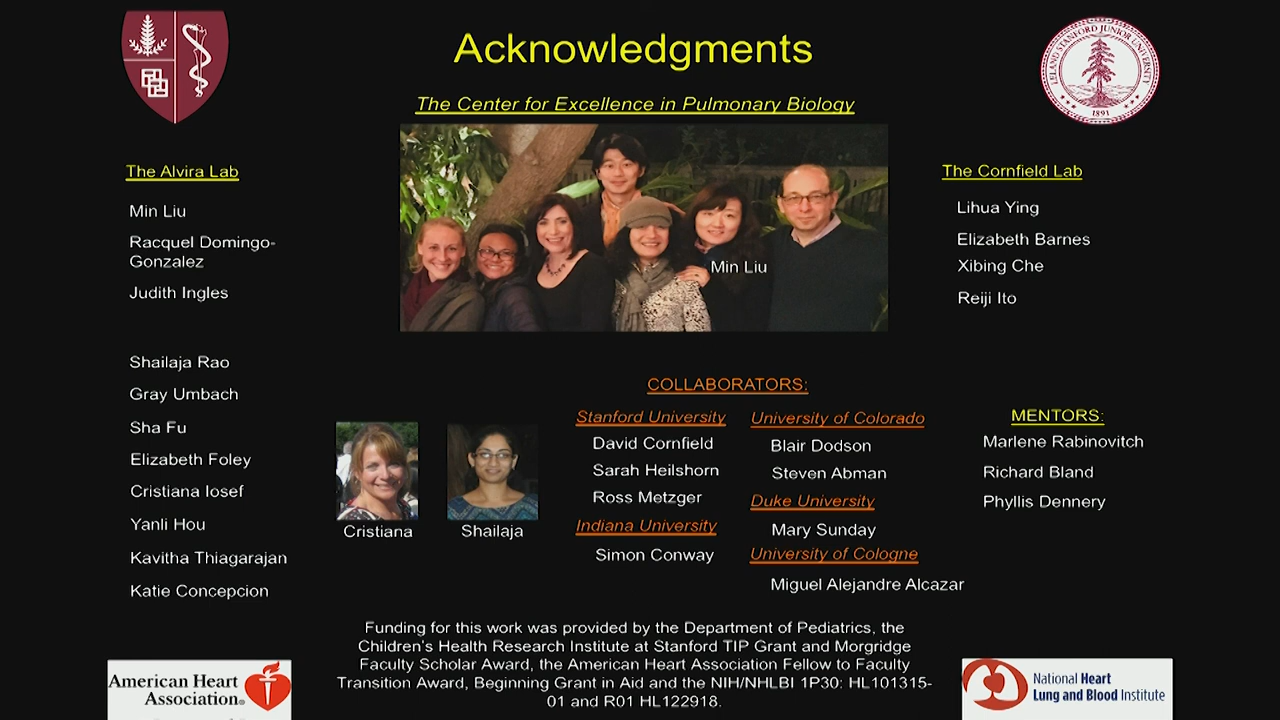 Acknowledgments
The Center for Excellence in Pulmonary Biology
LELAND STANFORD JUNIOR UNIVERSITY
1891
The Alvira Lab
Min Liu
Racquel Domingo-
Gonzalez
Judith Ingles
Shailaja Rao
Gray Umbach
Sha Fu
Elizabeth Foley
Cristiana Iosef
Yanli Hou
Kavitha Thiagarajan
Katie Concepcion
Min Liu
The Cornfield Lab
Lihua Ying
Elizabeth Barnes
Xibing Che
Reiji Ito
Cristiana
Shailaja
COLLABORATORS:
Stanford University
David Cornfield
Sarah Heilshorn
Ross Metzger
Indiana University
Simon Conway
University of Colorado
Blair Dodson
Steven Abman
Duke University
Mary Sunday
University of Cologne
Miguel Alejandre Alcazar
MENTORS:
Marlene Rabinovitch
Richard Bland
Phyllis Dennery
Funding for this work was provided by the Department of Pediatrics, the
Children's Health Research Institute at Stanford TIP Grant and Morgridge
Faculty Scholar Award, the American Heart Association Fellow to Faculty
Transition Award, Beginning Grant in Aid and the NIH/NHLBI 1P30: HL101315-
01 and R01 HL122918.
American Heart
Association®
National Heart
Lung and Blood Institute